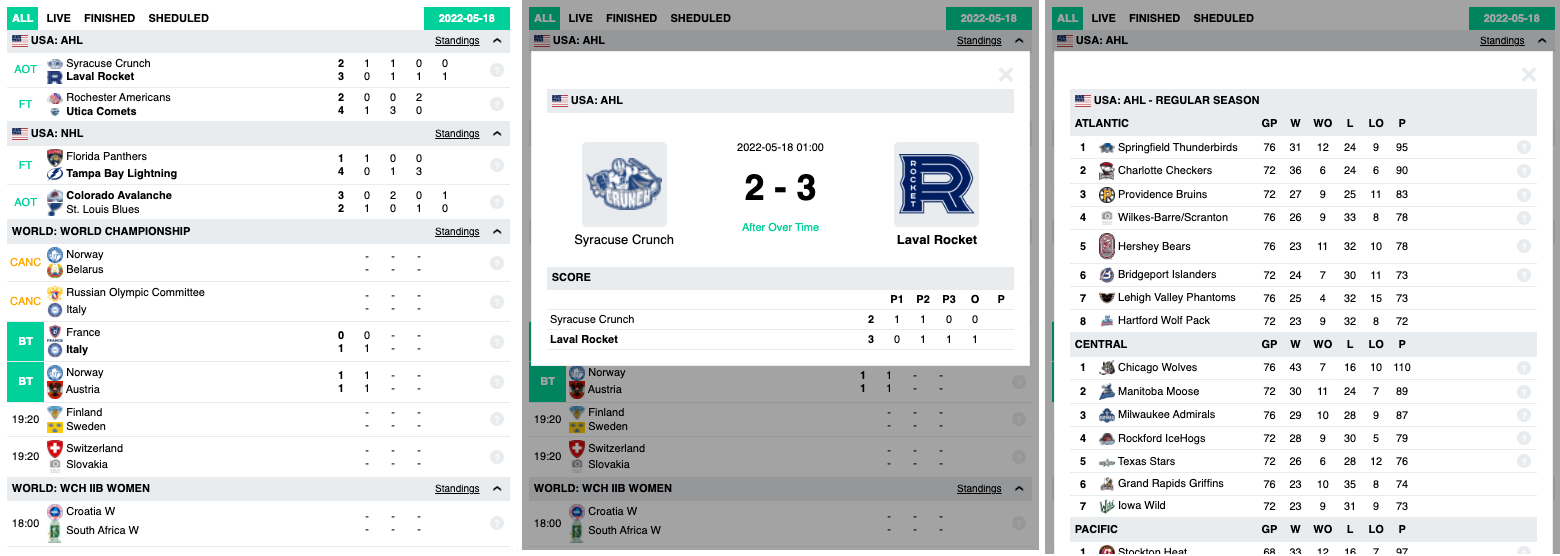 ALL LIVE FINISHED SHEDULED 2022-05-18
USA: AHL Standings
AOT Syracuse Crunch 2 1 1 0 0
Laval Rocket 3 0 1 1 1
FT Rochester Americans 2 0 0 2
Utica Comets 4 1 3 0
USA: NHL Standings
FT Florida Panthers 1 1 0 0
Tampa Bay Lightning 4 0 1 3
AOT Colorado Avalanche 3 0 2 0 1
St. Louis Blues 2 1 0 1 0
WORLD: WORLD CHAMPIONSHIP Standings
CANC Norway - - -
Belarus - - -
CANC Russian Olympic Committee - - -
Italy - - -
BT France 0 0 - -
Italy 1 1 - -
BT Norway 1 1 - -
Austria 1 1 - -
19:20 Finland - - -
Sweden - - -
19:20 Switzerland - - -
Slovakia - - -
WORLD: WCH IIB WOMEN Standings
18:00 Croatia W - - -
South Africa W - - -
ALL LIVE FINISHED SHEDULED 2022-05-18
USA: AHL Standings
USA: AHL
2022-05-18 01:00
CRUNCH
2 - 3
ROCKET R
After Over Time
Syracuse Crunch Laval Rocket
SCORE
P1 P2 P3 O P
Syracuse Crunch 2 1 1 0 0
Laval Rocket 3 0 1 1 1
BT Norway 1 1 - -
Austria 1 1 - -
19:20 Finland - - -
Sweden - - -
19:20 Switzerland - - -
Slovakia - - -
WORLD: WCH IIB WOMEN Standings
18:00 Croatia W - - -
South Africa W - - -
ALL LIVE FINISHED SHEDULED 2022-05-18
USA: AHL Standings
USA: AHL - REGULAR SEASON
ATLANTIC GP W WO L LO P
1 Springfield Thunderbirds 76 31 12 24 9 95
2 Charlotte Checkers 72 36 6 24 6 90
3 Providence Bruins 72 27 9 25 11 83
4 Wilkes-Barre/Scranton 76 26 9 33 8 78
5 Hershey Bears 76 23 11 32 10 78
6 Bridgeport Islanders 72 24 7 30 11 73
7 Lehigh Valley Phantoms 76 25 4 32 15 73
8 Hartford Wolf Pack 72 23 9 32 8 72
CENTRAL GP W WO L LO P
1 Chicago Wolves 76 43 7 16 10 110
2 Manitoba Moose 72 30 11 24 7 89
3 Milwaukee Admirals 76 29 10 28 9 87
4 Rockford IceHogs 72 28 9 30 5 79
5 Texas Stars 72 26 6 28 12 76
6 Grand Rapids Griffins 76 23 10 35 8 74
7 Iowa Wild 72 23 9 31 9 73
PACIFIC GP W WO L LO P
1 Stockton Heat 68 33 12 16 7 97